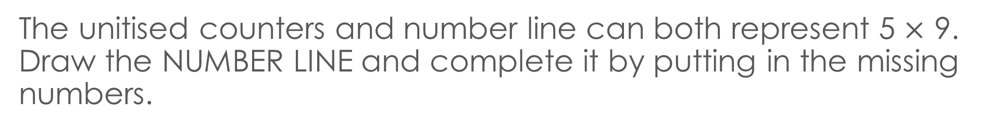 The unitised counters and number line can both represent 5 × 9.
Draw the NUMBER LINE and complete it by putting in the missing
numbers.